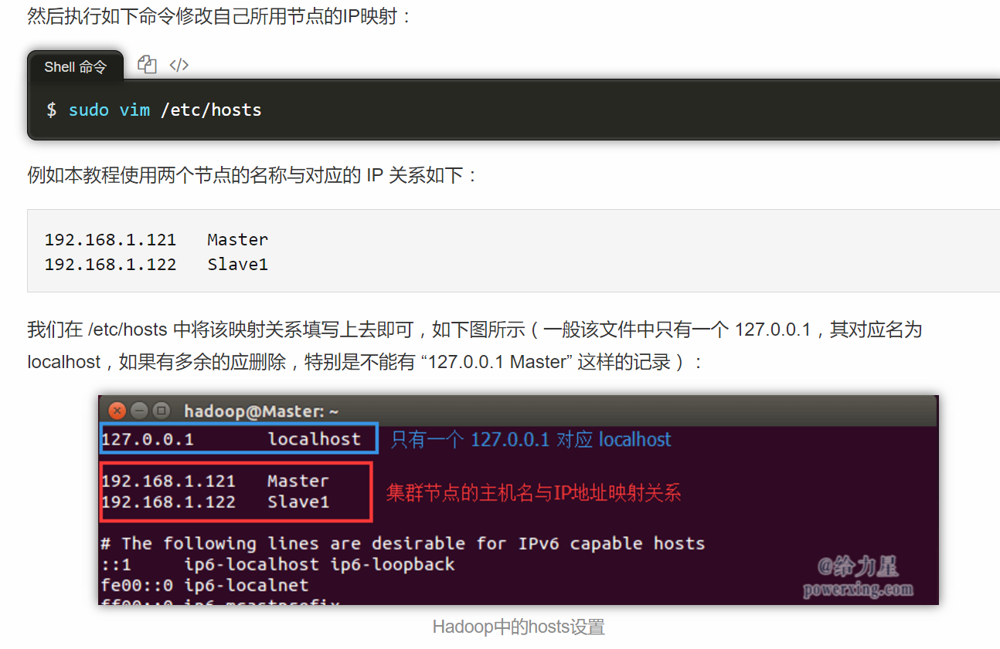 然后执行如下命令修改自己所用节点的IP映射：
Shell 命令 </>
$ sudo vim /etc/hosts
例如本教程使用两个节点的名称与对应的 IP 关系如下：
192.168.1.121   Master
192.168.1.122   Slave1
我们在 /etc/hosts 中将该映射关系填写上去即可，如下图所示（一般该文件中只有一个 127.0.0.1，其对应名为
localhost，如果有多余的应删除，特别是不能有 “127.0.0.1 Master” 这样的记录）：
hadoop@Master: ~
127.0.0.1       localhost 只有一个 127.0.0.1 对应 localhost
192.168.1.121   Master
集群节点的主机名与IP地址映射关系
192.168.1.122   Slave1
# The following lines are desirable for IPv6 capable hosts
::1     ip6-localhost ip6-loopback
fe00::0 ip6-localnet
ff00::0 ip6-mcastprefix
@给力星
powerxing.com
Hadoop中的hosts设置